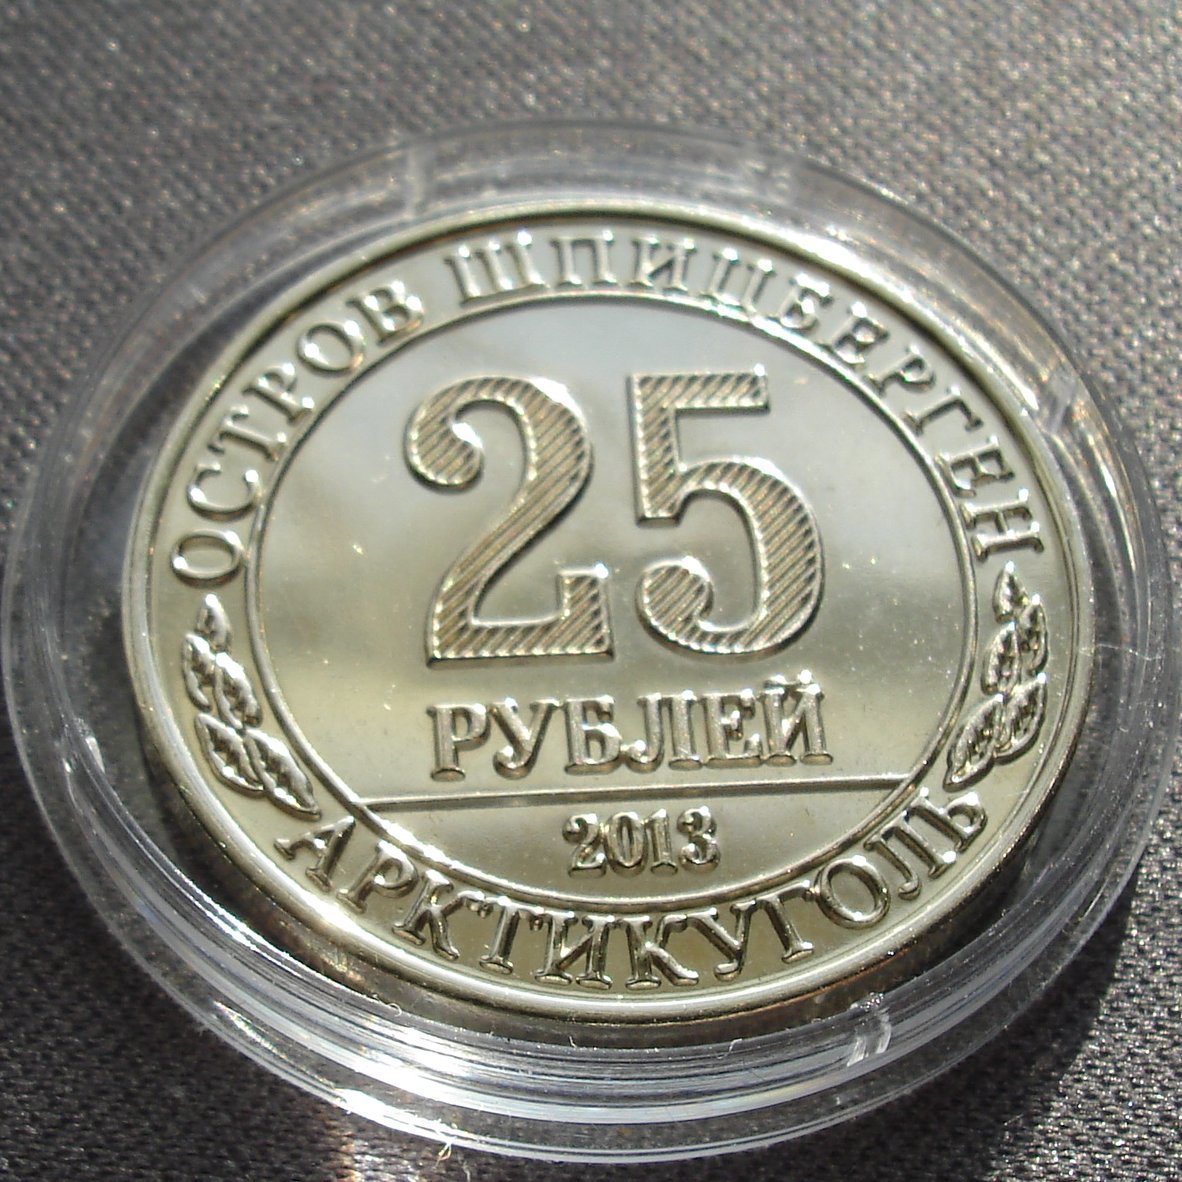 ОСТРОВ ШПИЦБЕРГЕН
25
РУБЛЕЙ
2013
АРКТИКУГОЛЬ